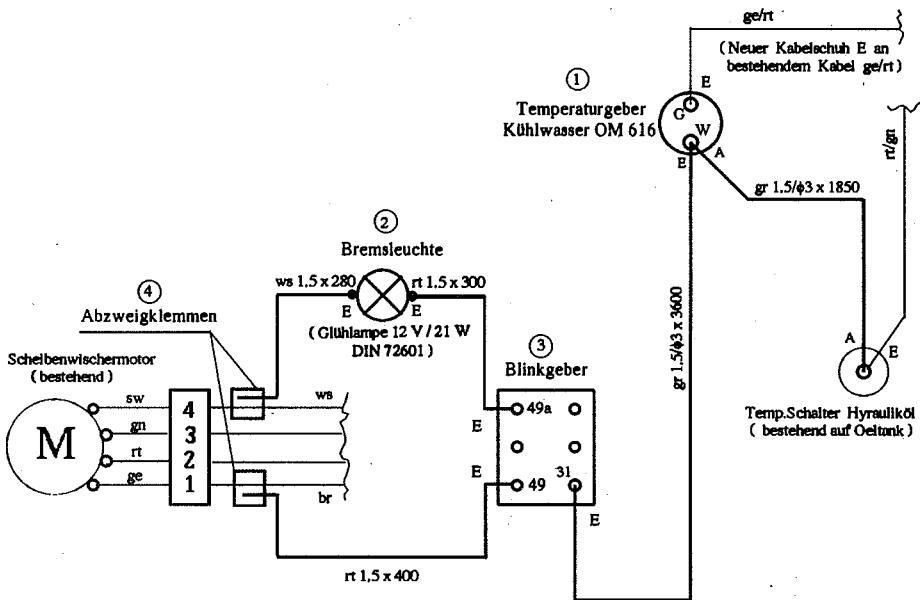 ge/rt
( Neuer Kabelschuh E an
bestehendem Kabel ge/rt )
1
Temperaturgeber
Kühlwasser OM 616
E
G
W
E
A
rt/gn
gr 1,5/ϕ3 x 1850
2
Bremsleuchte
ws 1,5 x 280
rt 1,5 x 300
E
E
( Glühlampe 12 V / 21 W
DIN 72601 )
4
Abzweigklemmen
3
Blinkgeber
gr 1,5/ϕ3 x 3600
A
E
Temp.Schalter Hyrauliköl
( bestehend auf Oeltank )
Scheibenwischermotor
( bestehend )
M
sw
gn
rt
ge
4
3
2
1
ws
br
E
49a
E
49
31
E
rt 1,5 x 400